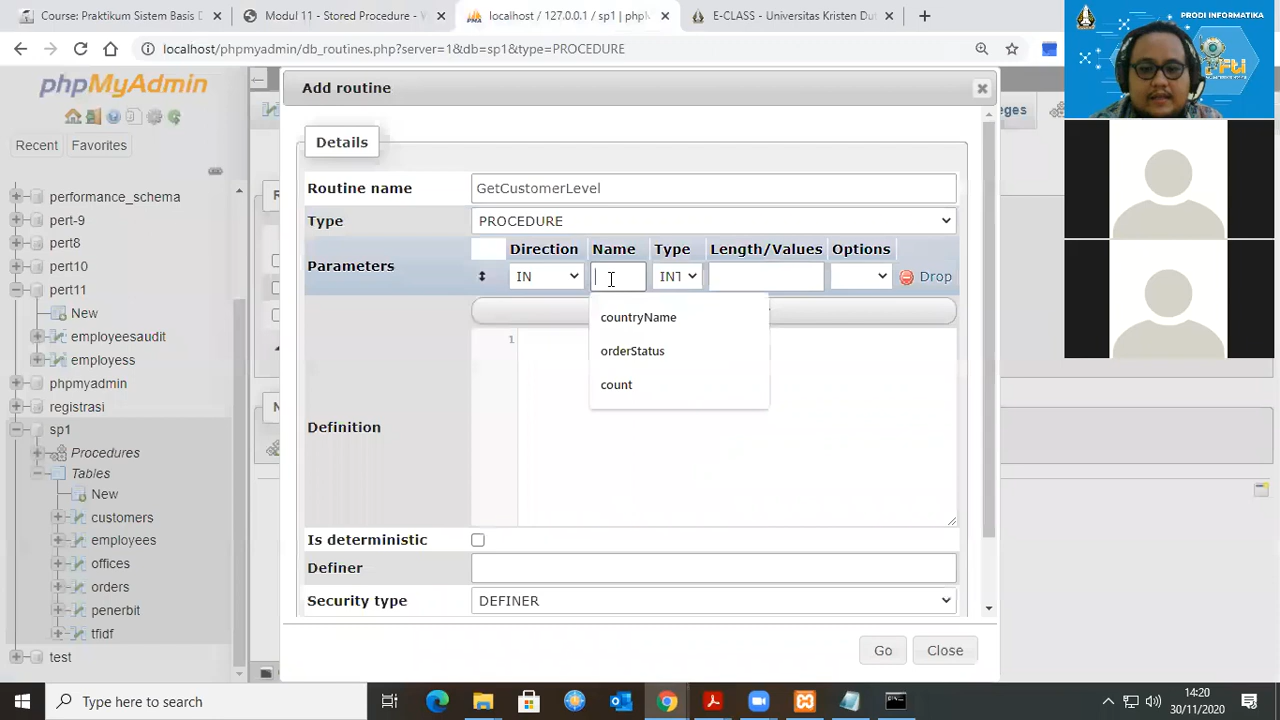 Praktikum Sistem Basis D
Modul 11 - Stored Procedure -
localhost / 127.0.0.1 / sp1 | phpM
E-CLASS - Universitas Kristen D
localhost/phpmyadmin/db_routines.php?server=1&db=sp1&type=PROCEDURE
PRODI INFORMATIKA
FTI
phpMyAdmin
Recent
Favorites
performance_schema
pert-9
pert8
pert10
pert11
New
employeesaudit
employess
phpmyadmin
registrasi
sp1
Procedures
Tables
New
customers
employees
offices
orders
penerbit
tfidf
test
Add routine
Details
Routine name
GetCustomerLevel
Type
PROCEDURE
Parameters
Direction Name Type Length/Values Options
IN INT Drop
countryName
orderStatus
count
Definition
1
Is deterministic
Definer
Security type
DEFINER
Go
Close
eges
Type here to search
14:20
30/11/2020